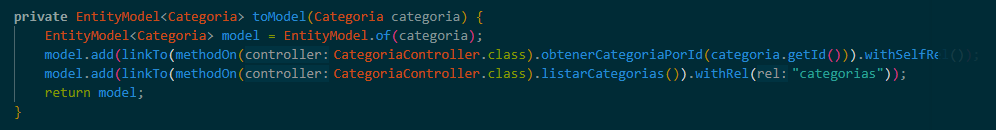 private EntityModel<Categoria> toModel(Categoria categoria) {
EntityModel<Categoria> model = EntityModel.of(categoria);
model.add(linkTo(methodOn(controller: CategoriaController.class).obtenerCategoriaPorId(categoria.getId())).withSelfRel());
model.add(linkTo(methodOn(controller: CategoriaController.class).listarCategorias()).withRel(rel: "categorias"));
return model;
}